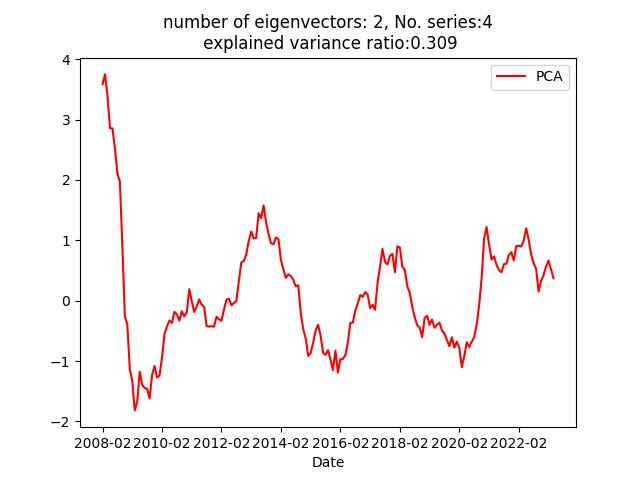 number of eigenvectors: 2, No. series:4
explained variance ratio:0.309
PCA
4
3
2
1
0
−1
−2
2008-02 2010-02 2012-02 2014-02 2016-02 2018-02 2020-02 2022-02
Date